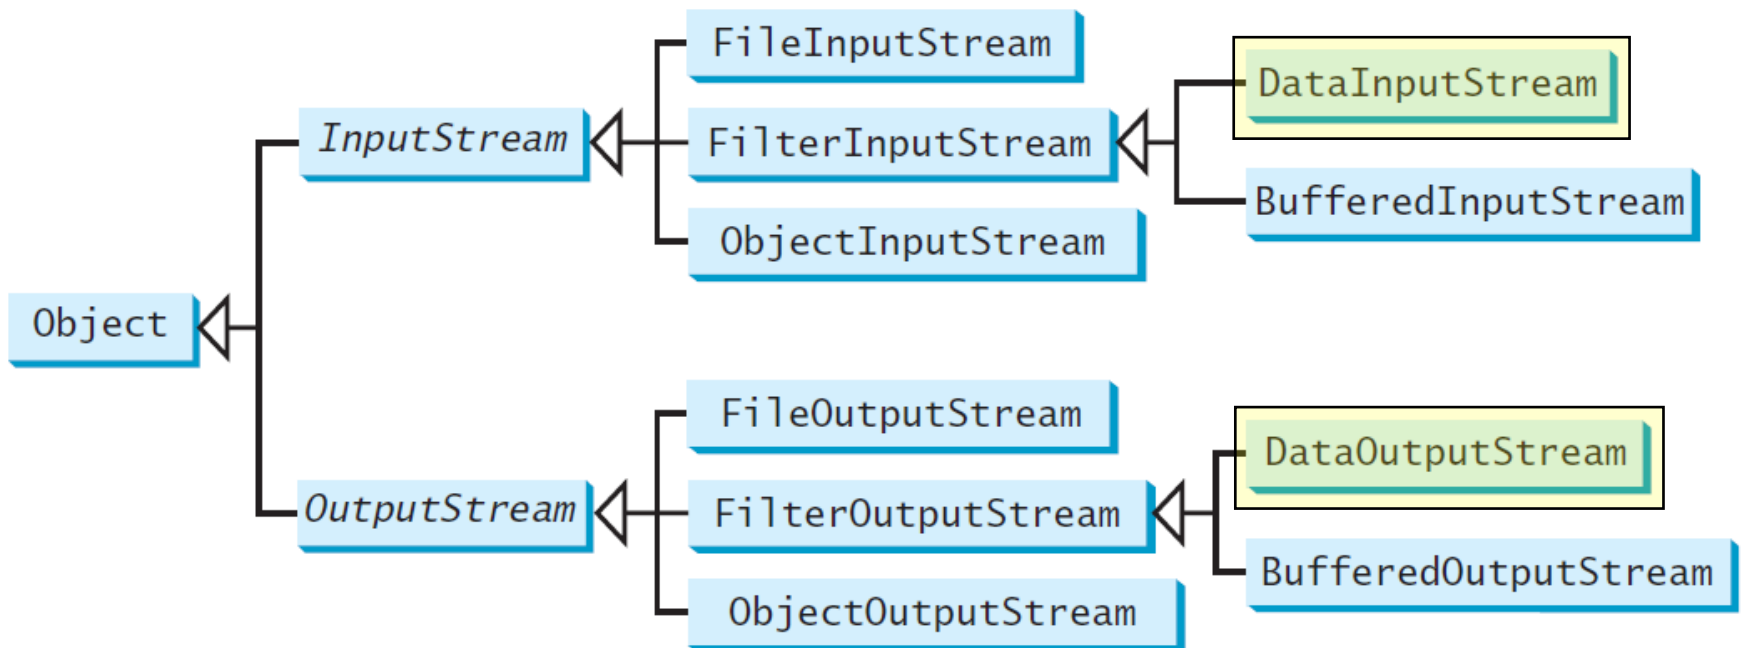 FileInputStream
DataInputStream
InputStream
FilterInputStream
BufferedInputStream
ObjectInputStream
Object
FileOutputStream
DataOutputStream
OutputStream
FilterOutputStream
BufferedOutputStream
ObjectOutputStream